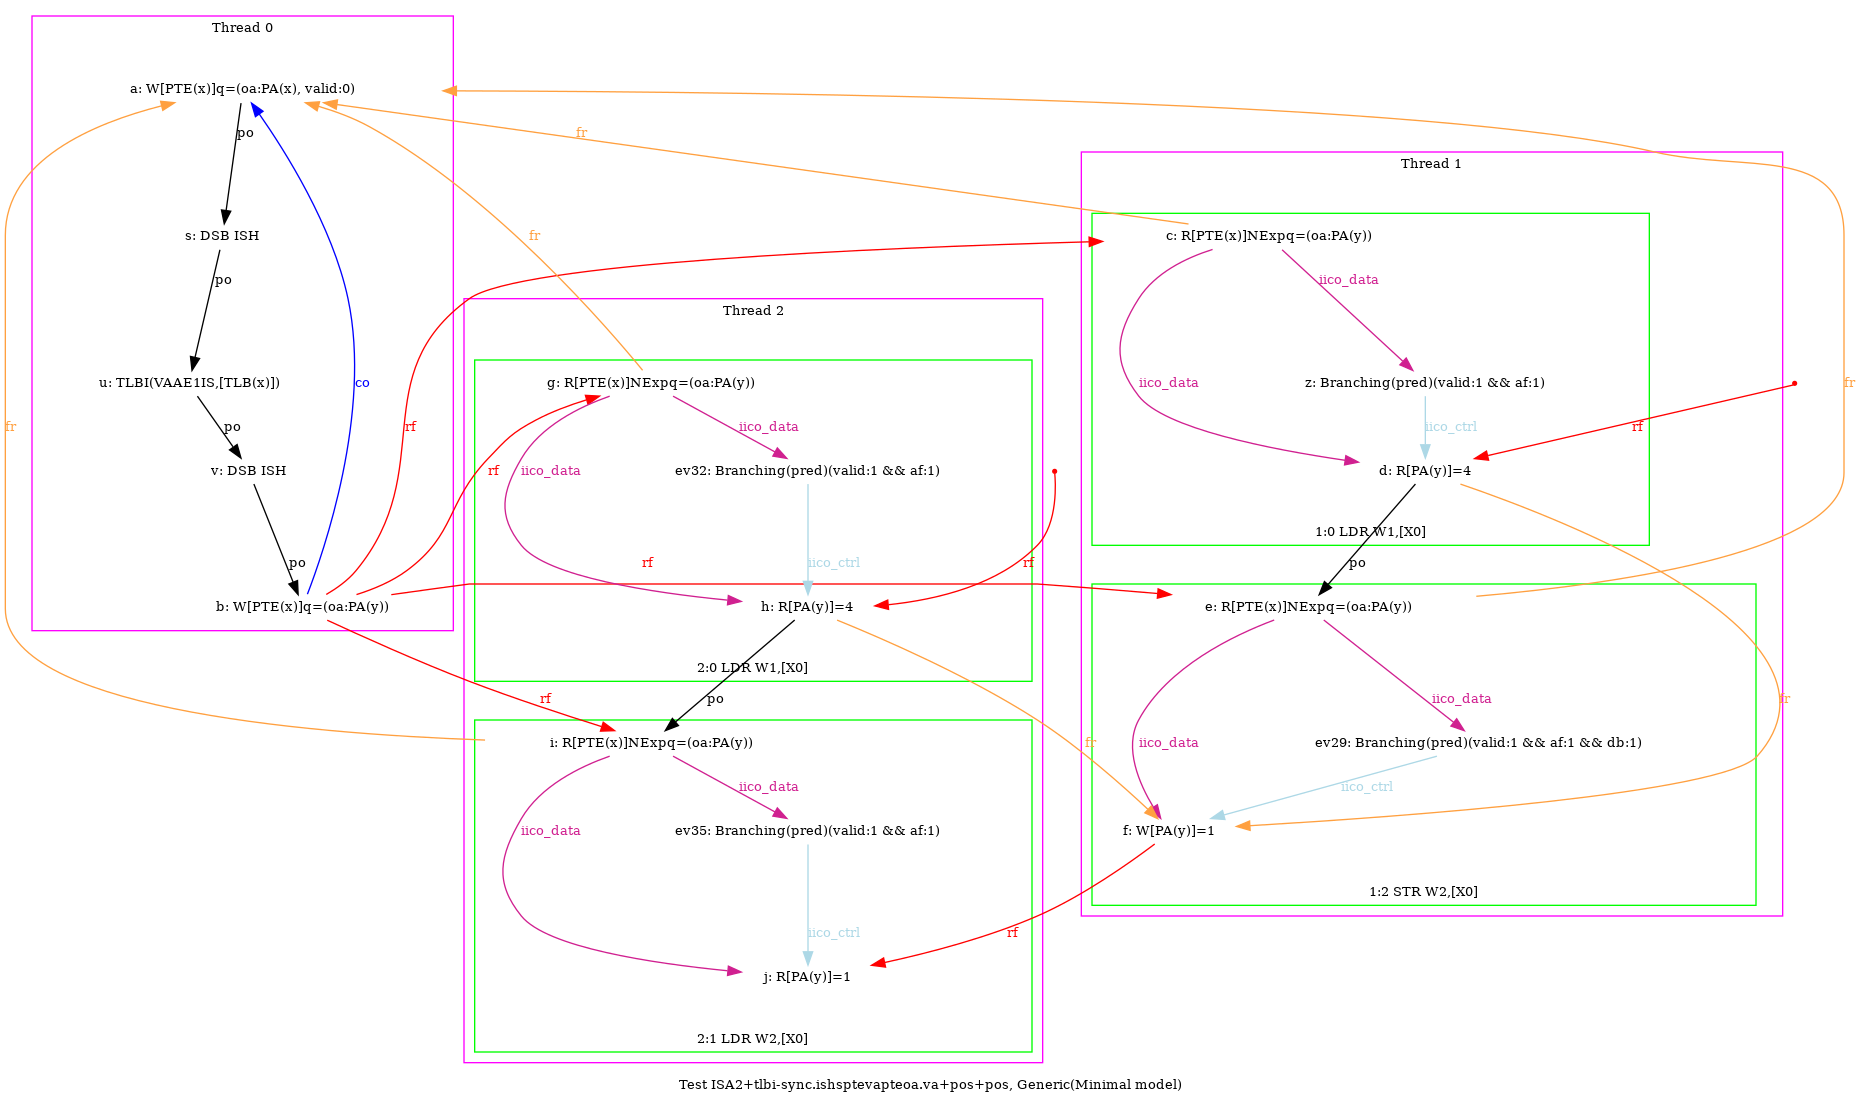 Thread 0
a: W[PTE(x)]q=(oa:PA(x), valid:0)
po
s: DSB ISH
po
u: TLBI(VAAE1IS,[TLB(x)])
po
v: DSB ISH
po
b: W[PTE(x)]q=(oa:PA(y))
co
fr
fr
fr
fr
rf
rf
rf
rf
Thread 2
g: R[PTE(x)]NExpq=(oa:PA(y))
iico_data
iico_data
ev32: Branching(pred)(valid:1 && af:1)
iico_ctrl
rf
h: R[PA(y)]=4
2:0 LDR W1,[X0]
po
fr
i: R[PTE(x)]NExpq=(oa:PA(y))
iico_data
iico_data
ev35: Branching(pred)(valid:1 && af:1)
iico_ctrl
j: R[PA(y)]=1
2:1 LDR W2,[X0]
Thread 1
c: R[PTE(x)]NExpq=(oa:PA(y))
iico_data
iico_data
z: Branching(pred)(valid:1 && af:1)
iico_ctrl
rf
d: R[PA(y)]=4
1:0 LDR W1,[X0]
po
e: R[PTE(x)]NExpq=(oa:PA(y))
iico_data
iico_data
fr
ev29: Branching(pred)(valid:1 && af:1 && db:1)
iico_ctrl
f: W[PA(y)]=1
1:2 STR W2,[X0]
rf
Test ISA2+tlbi-sync.ishsptevapteoa.va+pos+pos, Generic(Minimal model)